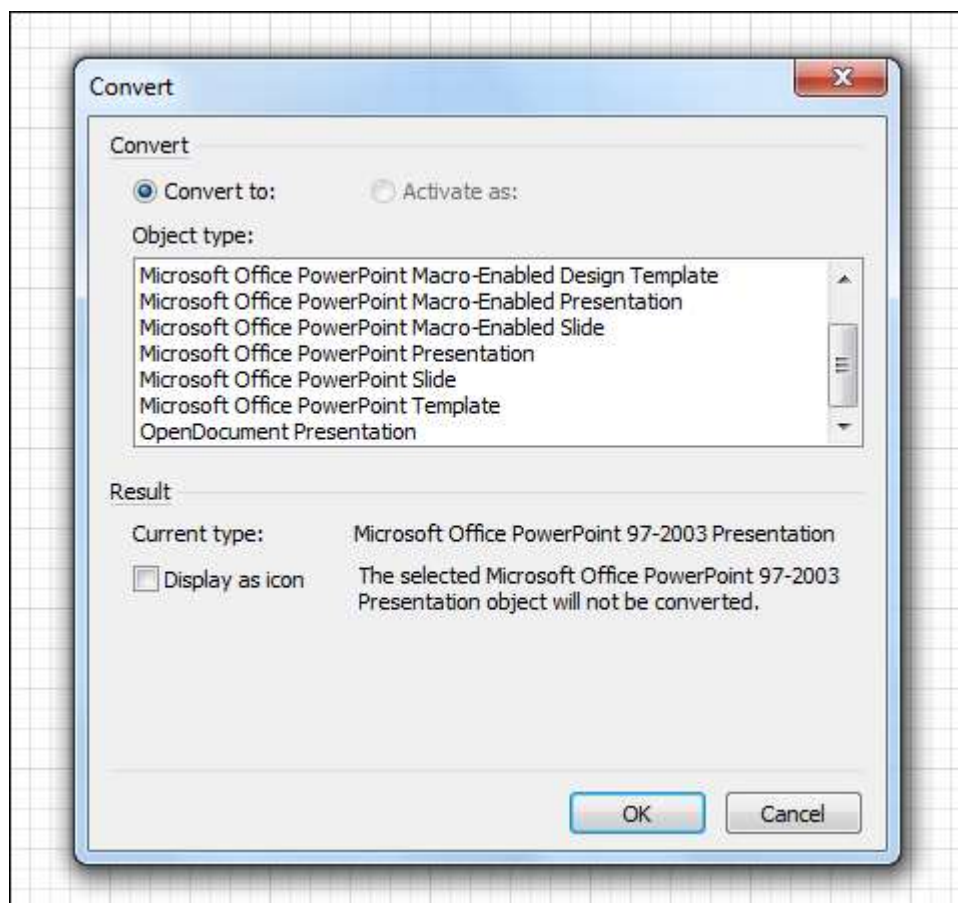 Convert
Convert
Convert to:
Activate as:
Object type:
Microsoft Office PowerPoint Macro-Enabled Design Template
Microsoft Office PowerPoint Macro-Enabled Presentation
Microsoft Office PowerPoint Macro-Enabled Slide
Microsoft Office PowerPoint Presentation
Microsoft Office PowerPoint Slide
Microsoft Office PowerPoint Template
OpenDocument Presentation
Result
Current type:
Microsoft Office PowerPoint 97-2003 Presentation
Display as icon
The selected Microsoft Office PowerPoint 97-2003
Presentation object will not be converted.
OK
Cancel